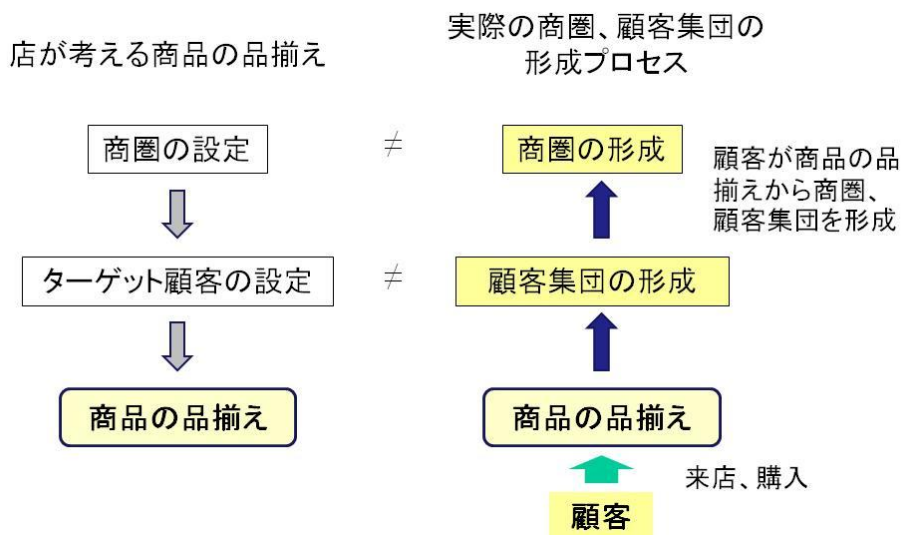 店が考える商品の品揃え
実際の商圏、顧客集団の
形成プロセス
商圏の設定
≠
商圏の形成
顧客が商品の品
揃えから商圏、
顧客集団を形成
ターゲット顧客の設定
≠
顧客集団の形成
商品の品揃え
商品の品揃え
来店、購入
顧客